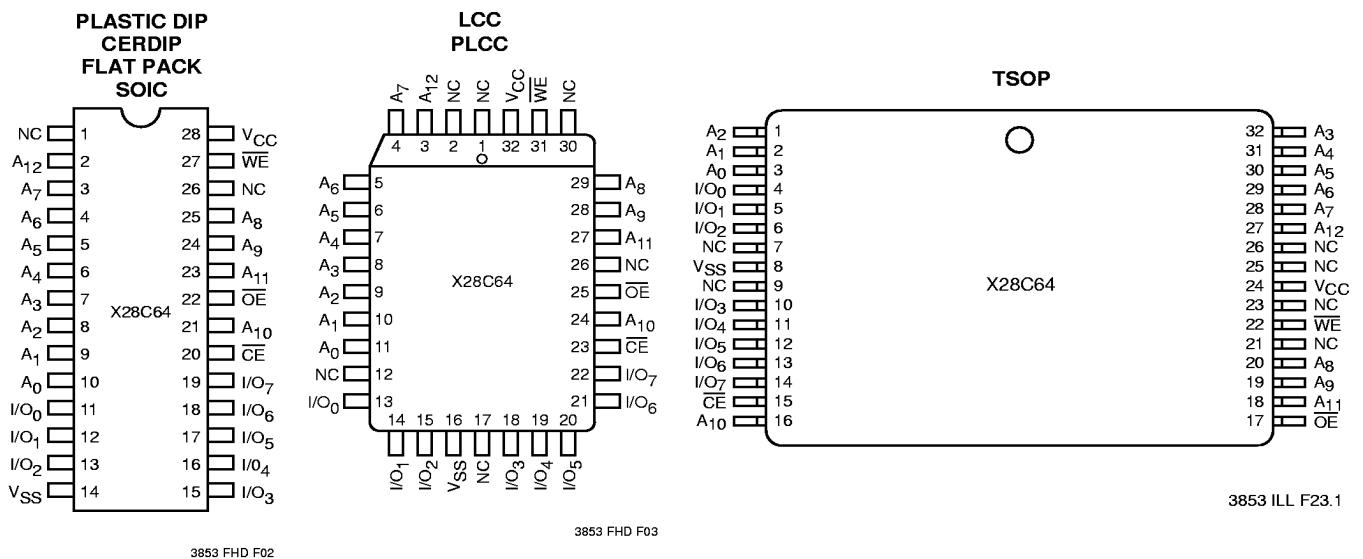 PLASTIC DIP
CERDIP
FLAT PACK
SOIC
NC 1 28 VCC
A12 2 27 WE
A7 3 26 NC
A6 4 25 A8
A5 5 24 A9
A4 6 23 A11
A3 7 22 OE
X28C64
A2 8 21 A10
A1 9 20 CE
A0 10 19 I/O7
I/O0 11 18 I/O6
I/O1 12 17 I/O5
I/O2 13 16 I/04
VSS 14 15 I/O3
3853 FHD F02
LCC
PLCC
A7 A12 NC NC VCC WE NC
4 3 2 1 32 31 30
A6 5 29 A8
A5 6 28 A9
A4 7 27 A11
A3 8 26 NC
X28C64
A2 9 25 OE
A1 10 24 A10
A0 11 23 CE
NC 12 22 I/O7
I/O0 13 21 I/O6
14 15 16 17 18 19 20
I/O1 I/O2 VSS NC I/O3 I/O4 I/O5
3853 FHD F03
TSOP
A2 1 32 A3
A1 2 31 A4
A0 3 30 A5
I/O0 4 29 A6
I/O1 5 28 A7
I/O2 6 27 A12
NC 7 26 NC
VSS 8 25 NC
X28C64
NC 9 24 VCC
I/O3 10 23 NC
I/O4 11 22 WE
I/O5 12 21 NC
I/O6 13 20 A8
I/O7 14 19 A9
CE 15 18 A11
A10 16 17 OE
3853 ILL F23.1